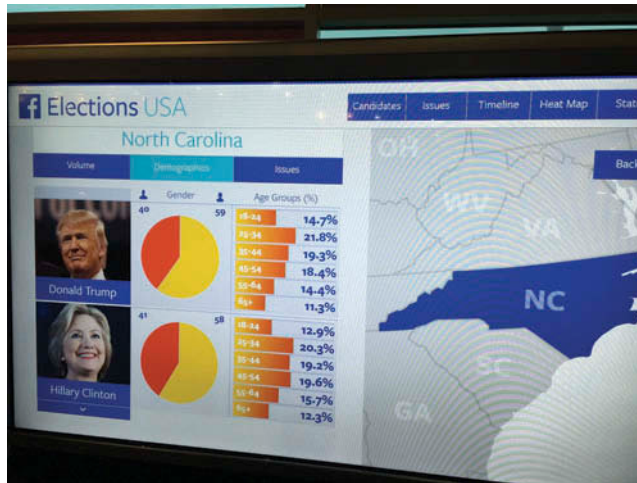 f Elections USA
Candidates Issues Timeline Heat Map
North Carolina
Volume Demographics Issues
Back
Gender Age Groups (%)
40 59
18-24 14.7%
25-34 21.8%
35-44 19.3%
45-54 18.4%
55-64 14.4%
65+ 11.3%
Donald Trump
41 58
18-24 12.9%
25-34 20.3%
35-44 19.2%
45-54 19.6%
55-64 15.7%
65+ 12.3%
Hillary Clinton
OH
WV
VA
NC
SC
GA